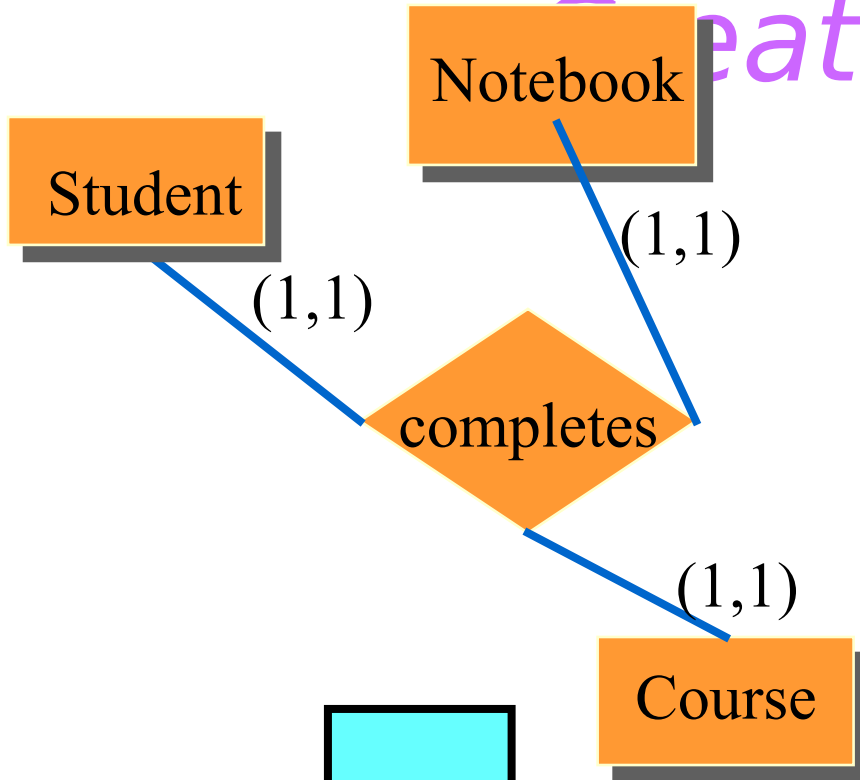 Notebook
Student
(1,1)
(1,1)
completes
(1,1)
Course